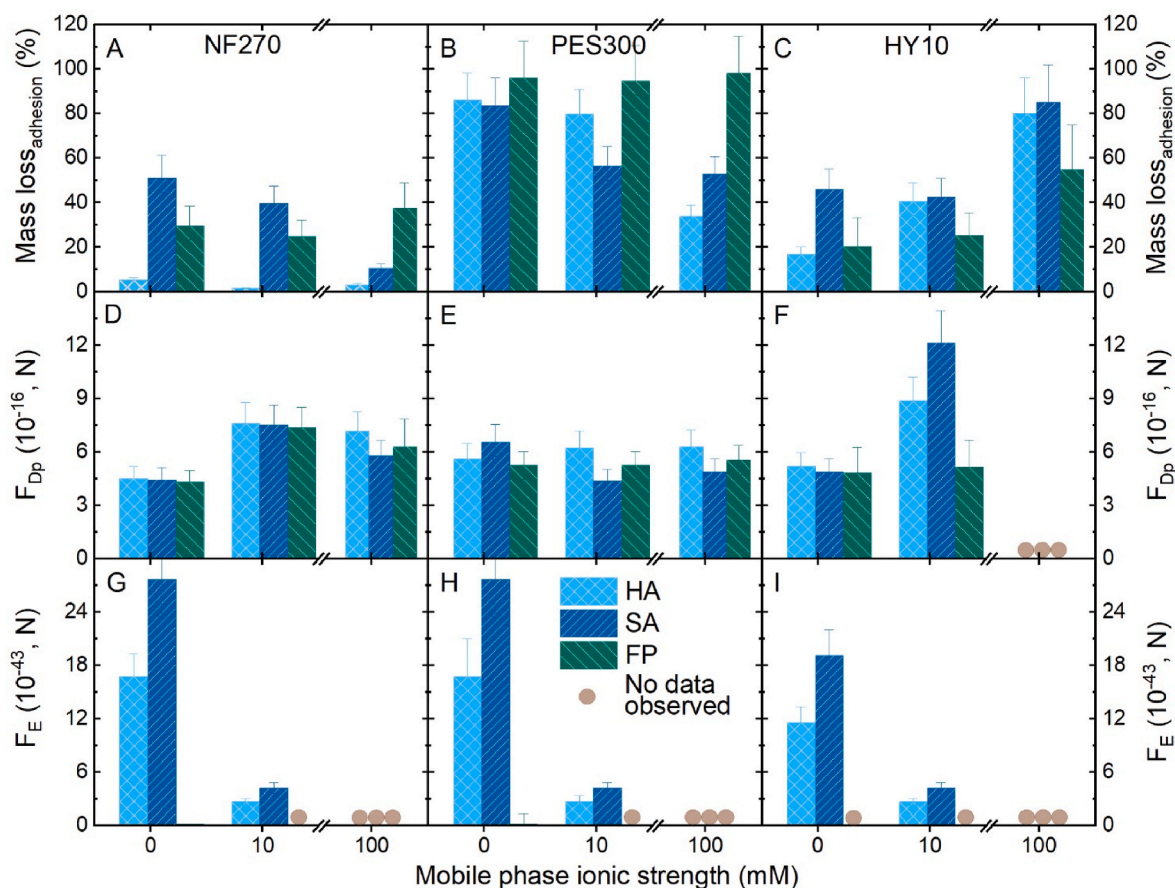 A NF270
B PES300
C HY10
Mass loss_adhesion (%)
120
100
80
60
40
20
0
120
100
80
60
40
20
0
Mass loss_adhesion (%)
D
E
F
F_Dp (10^-16, N)
12
9
6
3
0
12
9
6
3
0
F_Dp (10^-16, N)
G
H
I
F_E (10^-43, N)
24
18
12
6
0
HA
SA
FP
No data
observed
24
18
12
6
0
F_E (10^-43, N)
0 10 100 0 10 100 0 10 100
Mobile phase ionic strength (mM)